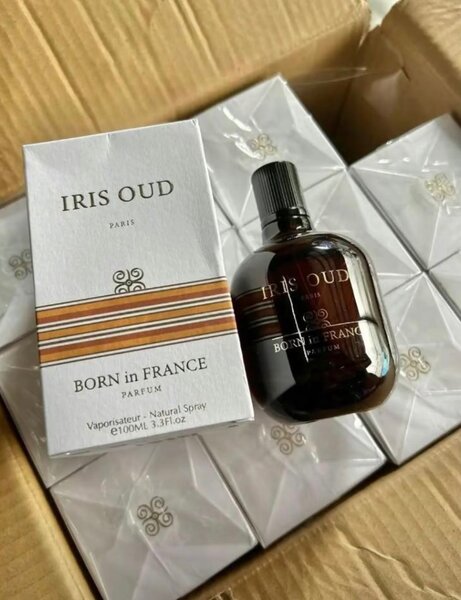 IRIS OUD
PARIS
BORN in FRANCE
PARFUM
Vaporisateur - Natural Spray
℮100ML 3.3Fl.oz
IRIS OUD
PARIS
BORN in FRANCE
PARFUM